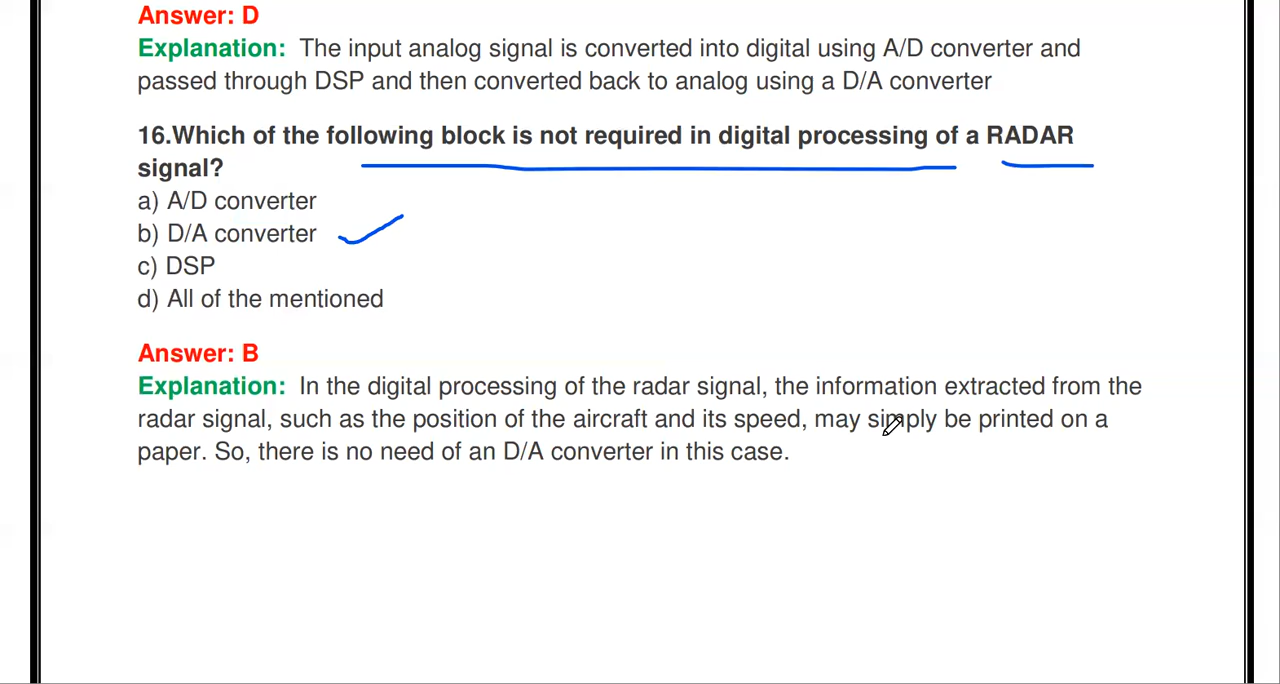 Answer: D
Explanation: The input analog signal is converted into digital using A/D converter and
passed through DSP and then converted back to analog using a D/A converter
16.Which of the following block is not required in digital processing of a RADAR
signal?
a) A/D converter
b) D/A converter
c) DSP
d) All of the mentioned
Answer: B
Explanation: In the digital processing of the radar signal, the information extracted from the
radar signal, such as the position of the aircraft and its speed, may simply be printed on a
paper. So, there is no need of an D/A converter in this case.